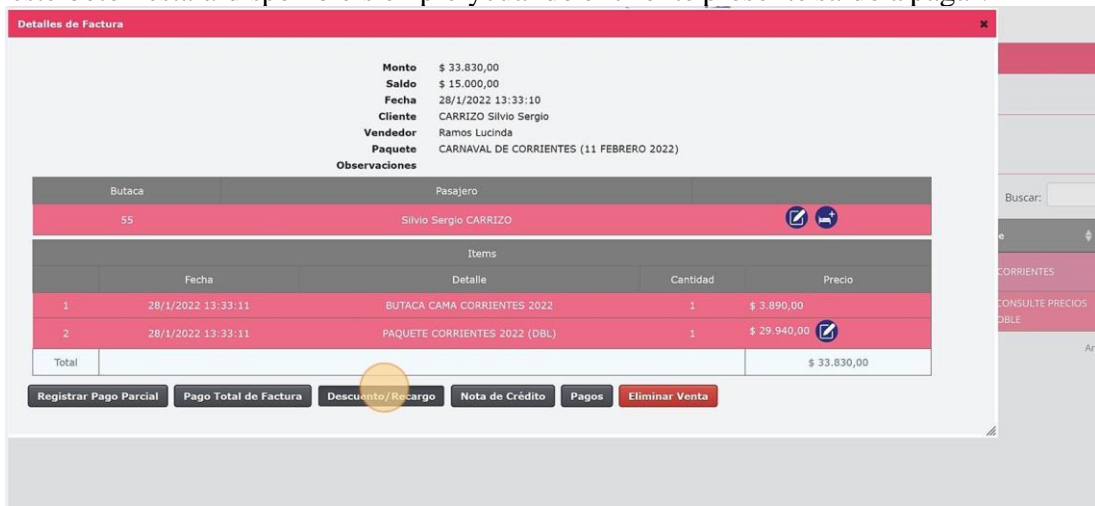 Detalles de Factura
Monto $ 33.830,00
Saldo $ 15.000,00
Fecha 28/1/2022 13:33:10
Cliente CARRIZO Silvio Sergio
Vendedor Ramos Lucinda
Paquete CARNAVAL DE CORRIENTES (11 FEBRERO 2022)
Observaciones
Butaca Pasajero
Buscar:
55 Silvio Sergio CARRIZO
e
Items
Fecha Detalle Cantidad Precio
CORRIENTES
1 28/1/2022 13:33:11 BUTACA CAMA CORRIENTES 2022 1 $ 3.890,00
CONSULTE PRECIOS
OBLE
2 28/1/2022 13:33:11 PAQUETE CORRIENTES 2022 (DBL) 1 $ 29.940,00
An
Total $ 33.830,00
Registrar Pago Parcial Pago Total de Factura Descuento/Recargo Nota de Crédito Pagos Eliminar Venta